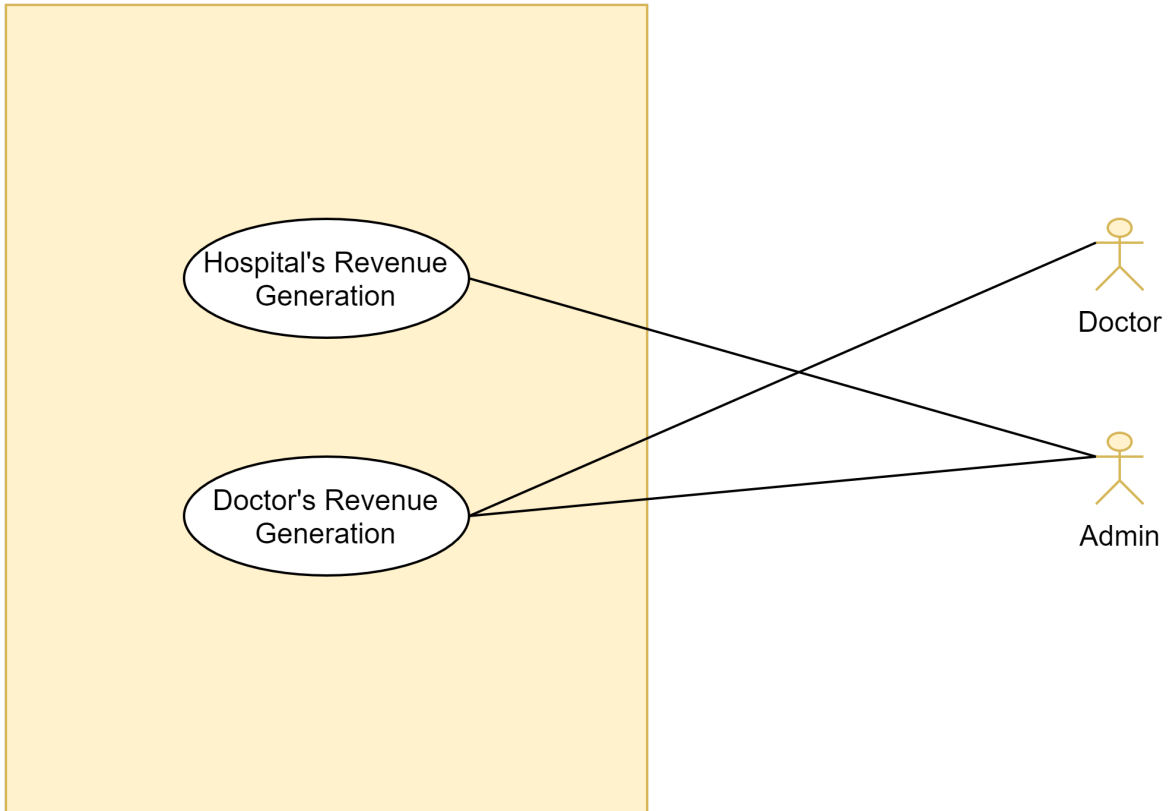 Hospital's Revenue
Generation
Doctor
Doctor's Revenue
Generation
Admin